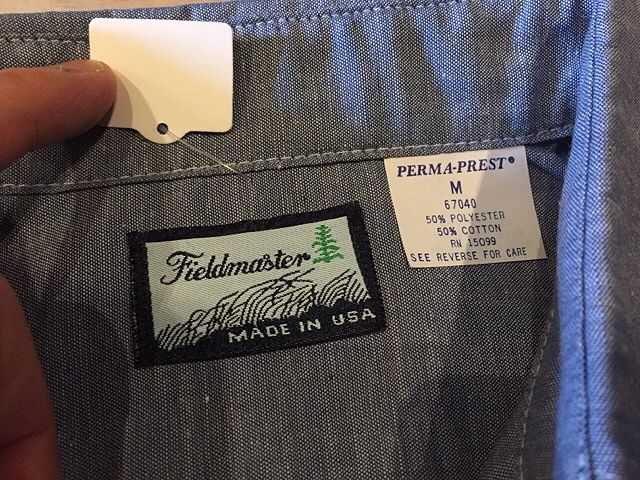 PERMA-PREST®
M
67040
50% POLYESTER
50% COTTON
RN 15099
SEE REVERSE FOR CARE
Fieldmaster
MADE IN USA